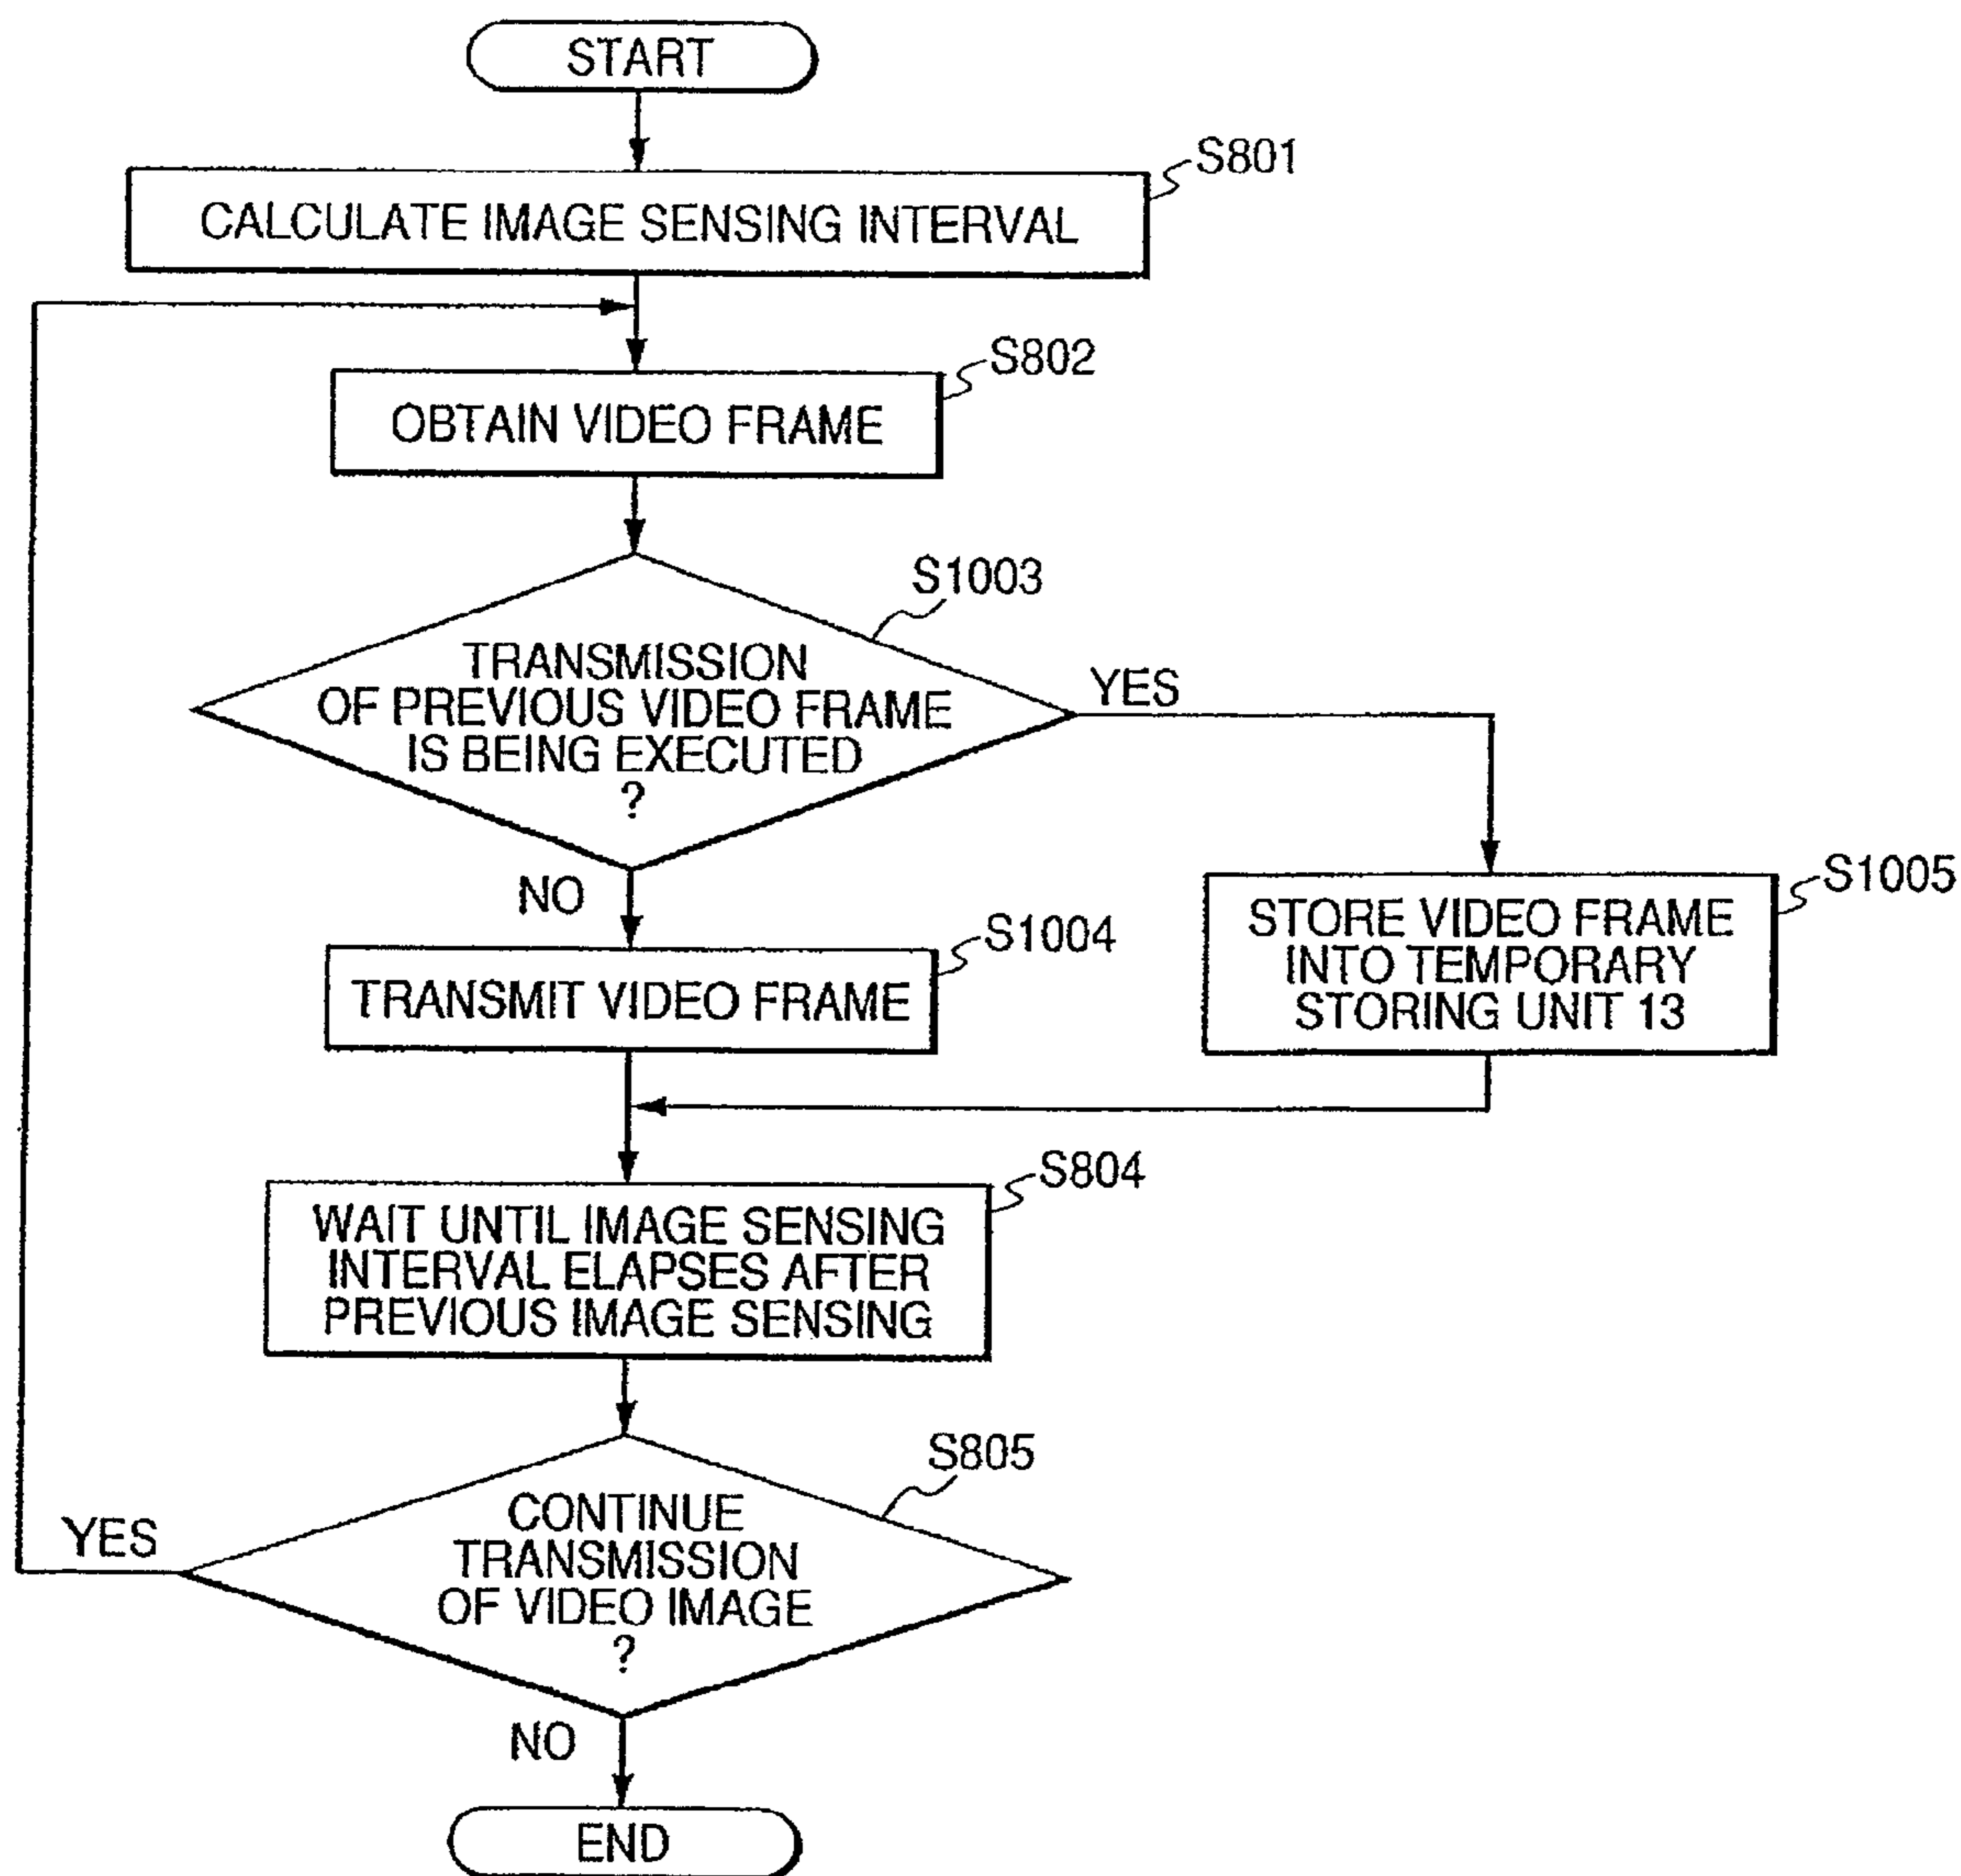 START
S801
CALCULATE IMAGE SENSING INTERVAL
S802
OBTAIN VIDEO FRAME
S1003
TRANSMISSION
OF PREVIOUS VIDEO FRAME
IS BEING EXECUTED
?
YES
NO
S1004
TRANSMIT VIDEO FRAME
S1005
STORE VIDEO FRAME
INTO TEMPORARY
STORING UNIT 13
S804
WAIT UNTIL IMAGE SENSING
INTERVAL ELAPSES AFTER
PREVIOUS IMAGE SENSING
S805
CONTINUE
TRANSMISSION
OF VIDEO IMAGE
?
YES
NO
END